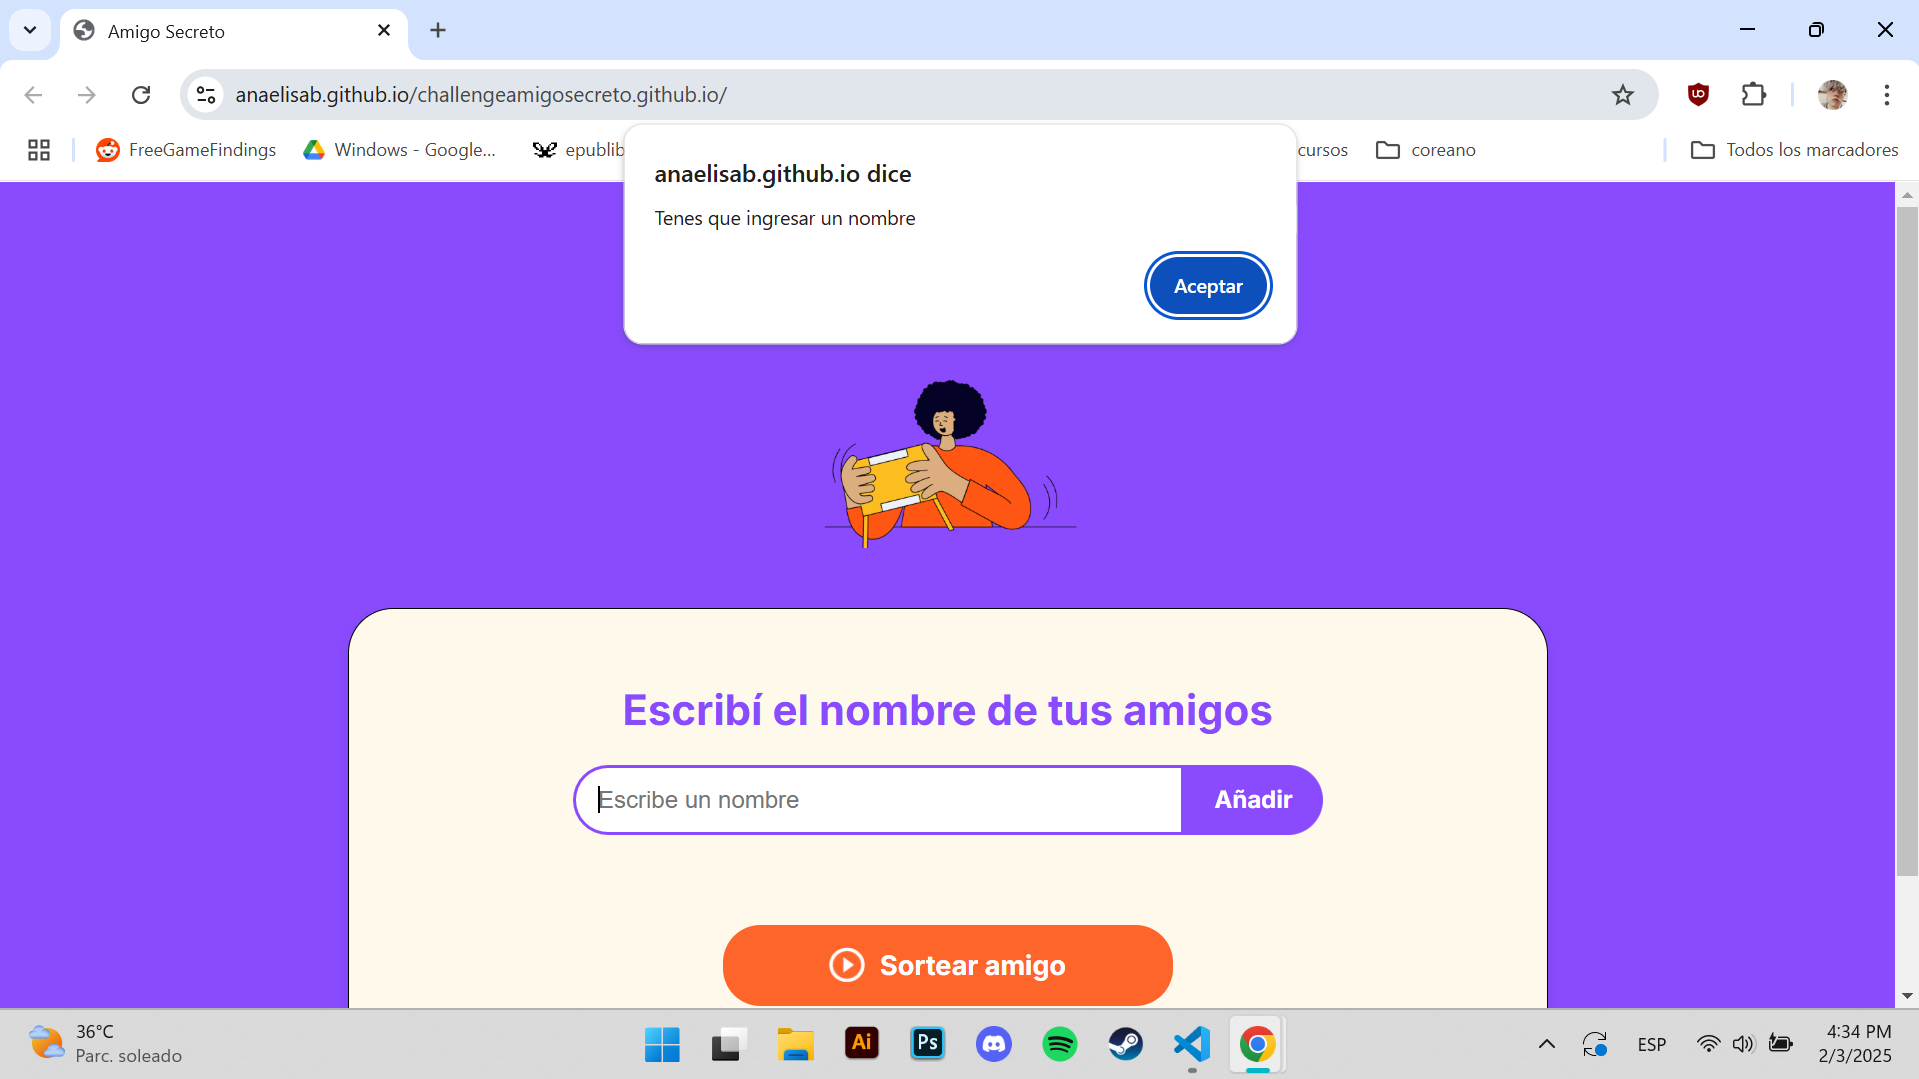 Amigo Secreto
anaelisab.github.io/challengeamigosecreto.github.io/
FreeGameFindings
Windows - Google...
epublib
cursos
coreano
Todos los marcadores
anaelisab.github.io dice
Tenes que ingresar un nombre
Aceptar
Escribí el nombre de tus amigos
Escribe un nombre
Añadir
Sortear amigo
36°C
Parc. soleado
Ai
Ps
ESP
4:34 PM
2/3/2025